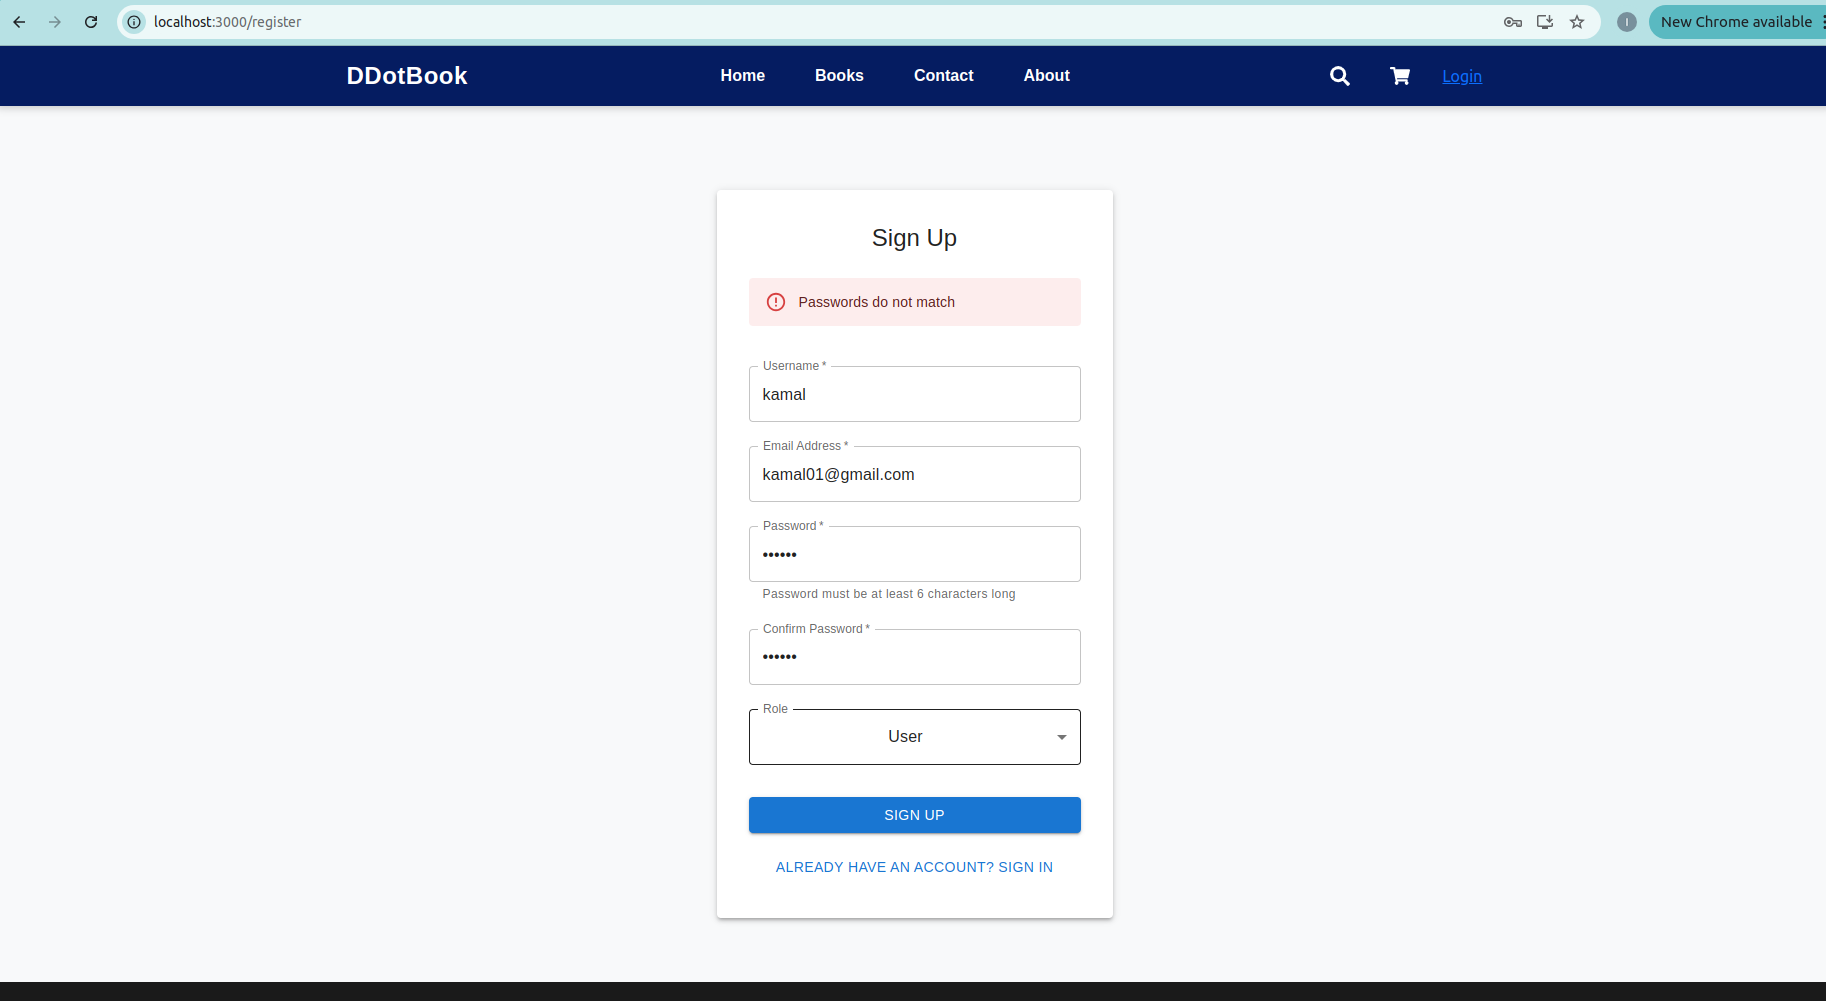 localhost:3000/register
I
New Chrome available
DDotBook
Home
Books
Contact
About
Login
Sign Up
Passwords do not match
Username *
kamal
Email Address *
kamal01@gmail.com
Password *
••••••
Password must be at least 6 characters long
Confirm Password *
••••••
Role
User
SIGN UP
ALREADY HAVE AN ACCOUNT? SIGN IN